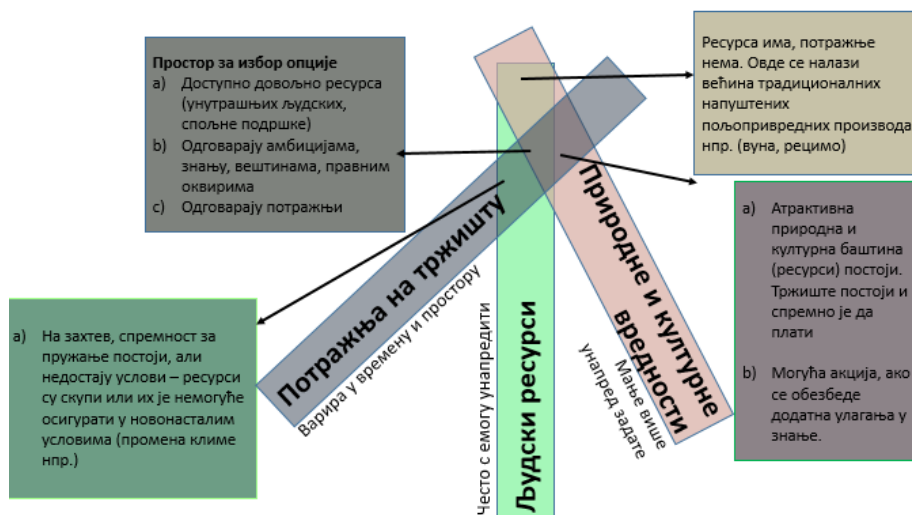 Простор за избор опције
a) Доступно довољно ресурса
(унутрашњих људских,
спољне подршке)
b) Одговарају амбицијама,
знању, вештинама, правним
оквирима
c) Одговарају потражњи
Ресурса има, потражње
нема. Овде се налази
већина традиционалних
напуштених
пољопривредних производа
нпр. (вуна, рецимо)
a) Атрактивна
природна и
културна баштина
(ресурси) постоји.
Тржиште постоји и
спремно је да
плати
b) Могућа акција, ако
се обезбеде
додатна улагања у
знање.
a) На захтев, спремност за
пружање постоји, али
недостају услови – ресурси
су скупи или их је немогуће
осигурати у новонасталим
условима (промена климе
нпр.)
Потражња на тржишту
Варира у времену и простору
Често с емогу унапредити
Људски ресурси
Природне и културне
вредности
Мање више
унапред задате